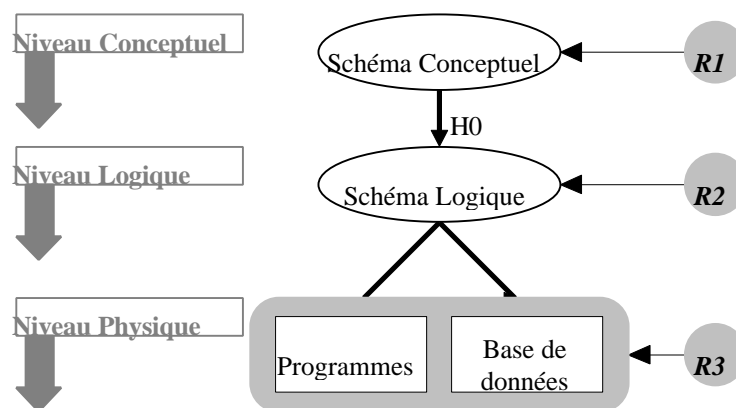 Niveau Conceptuel
Schéma Conceptuel
R1
H0
Niveau Logique
Schéma Logique
R2
Niveau Physique
Programmes
Base de
données
R3